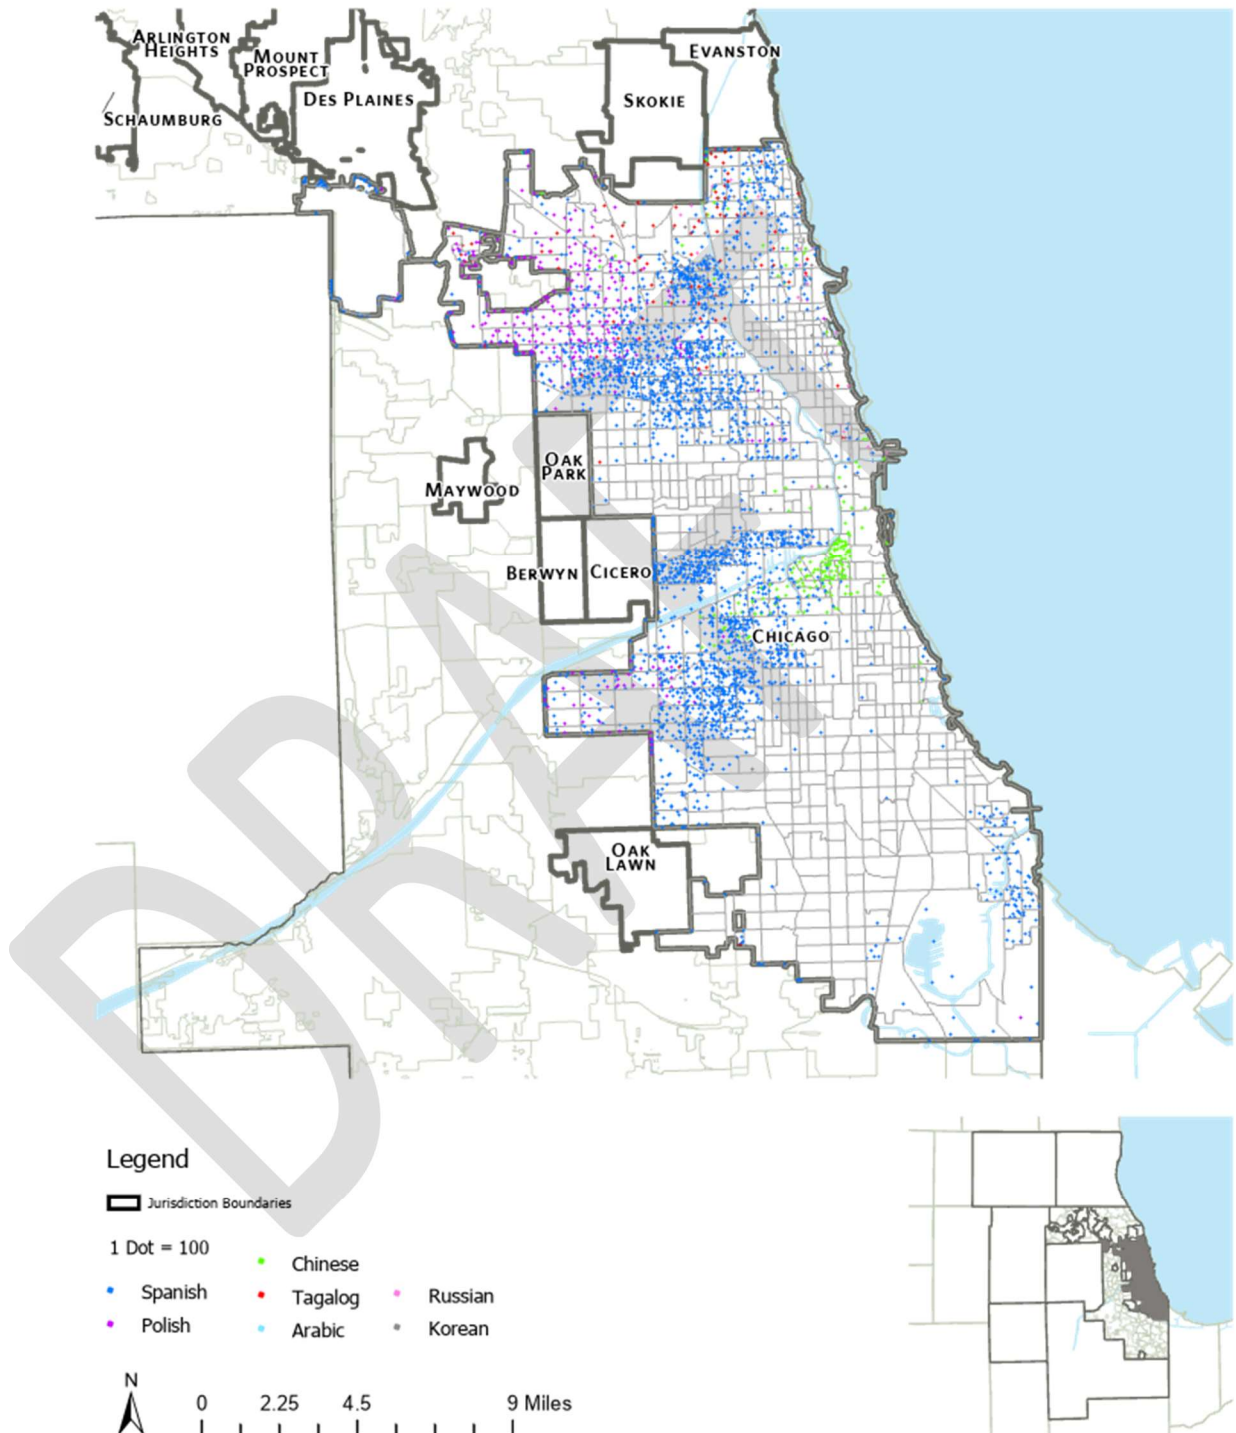 ARLINGTON
HEIGHTS
MOUNT
PROSPECT
DES PLAINES
SCHAUMBURG
EVANSTON
SKOKIE
OAK
PARK
MAYWOOD
BERWYN
CICERO
CHICAGO
OAK
LAWN
DRAFT
Legend
Jurisdiction Boundaries
1 Dot = 100
Spanish
Polish
Chinese
Tagalog
Arabic
Russian
Korean
N
0 2.25 4.5 9 Miles